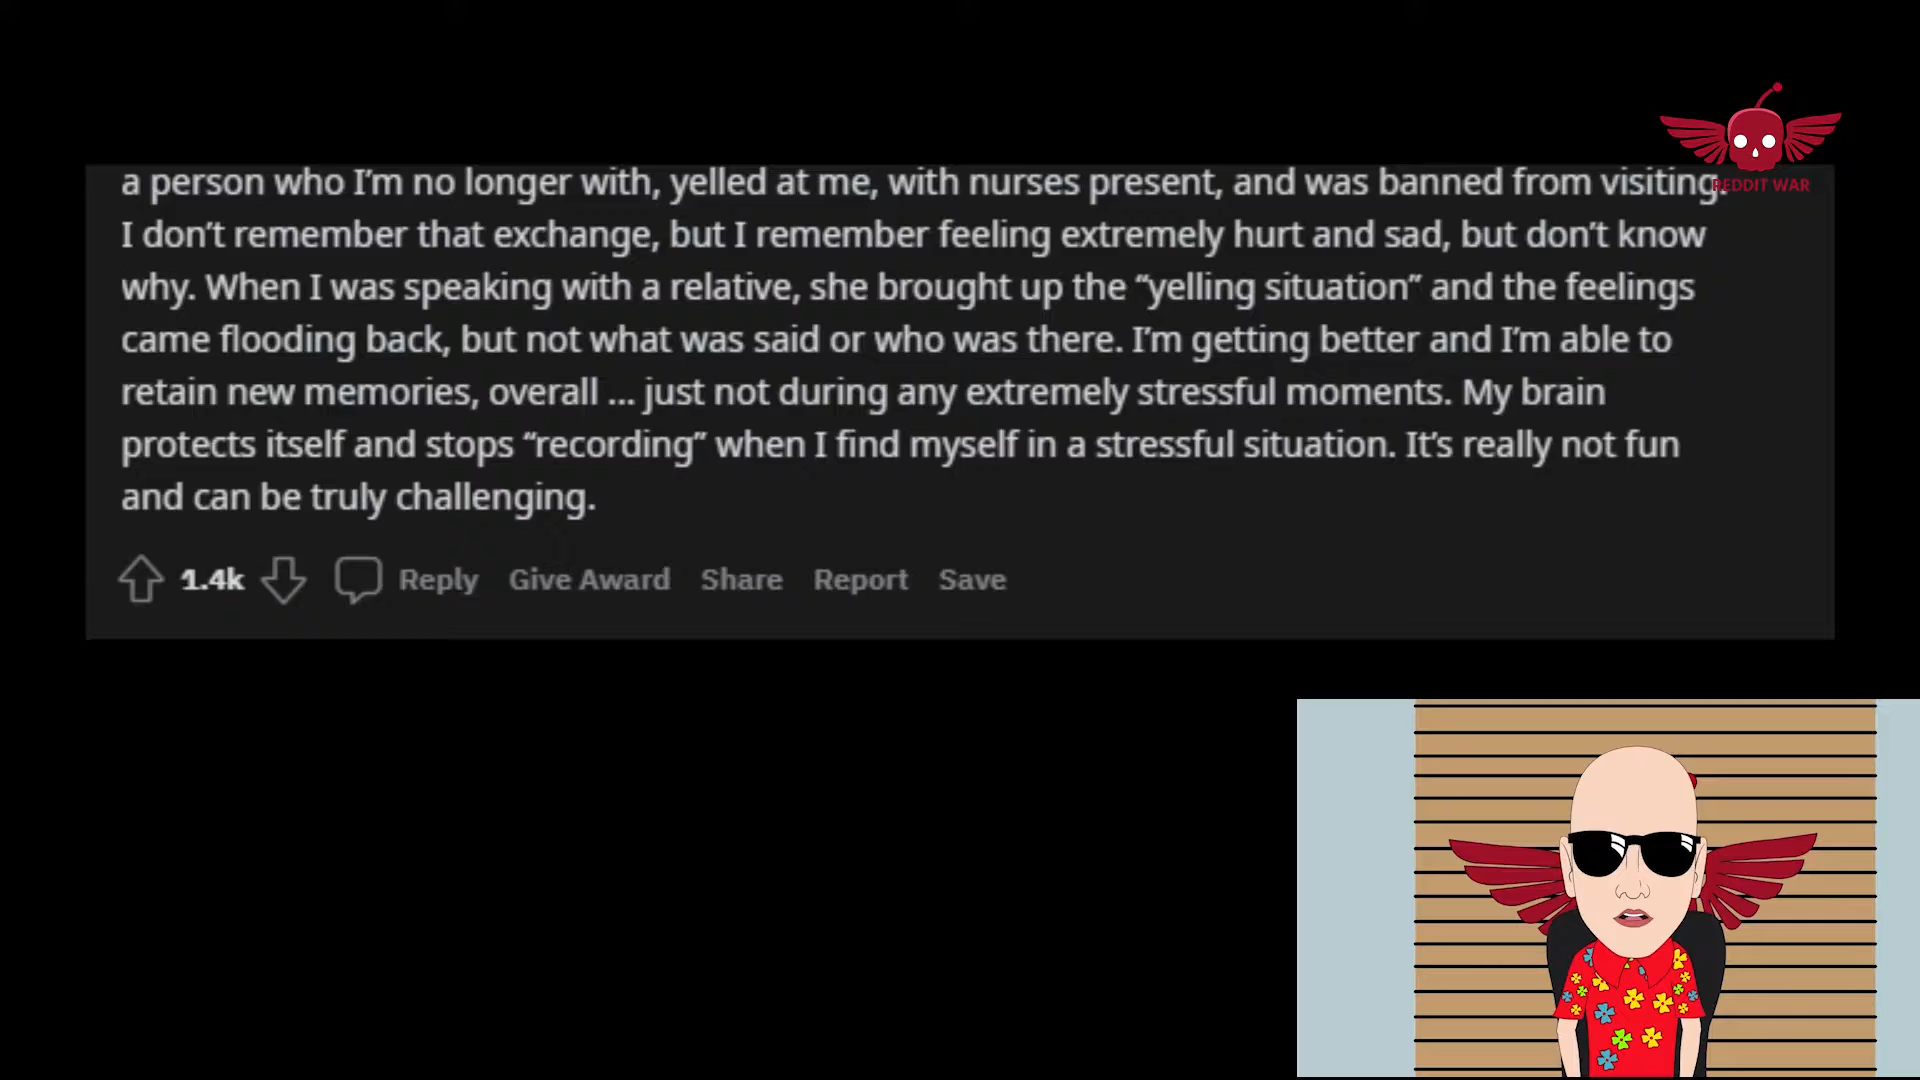 a person who I'm no longer with, yelled at me, with nurses present, and was banned from visiting.
REDDIT WAR
I don't remember that exchange, but I remember feeling extremely hurt and sad, but don't know
why. When I was speaking with a relative, she brought up the “yelling situation” and the feelings
came flooding back, but not what was said or who was there. I'm getting better and I'm able to
retain new memories, overall ... just not during any extremely stressful moments. My brain
protects itself and stops “recording” when I find myself in a stressful situation. It's really not fun
and can be truly challenging.
1.4k Reply Give Award Share Report Save